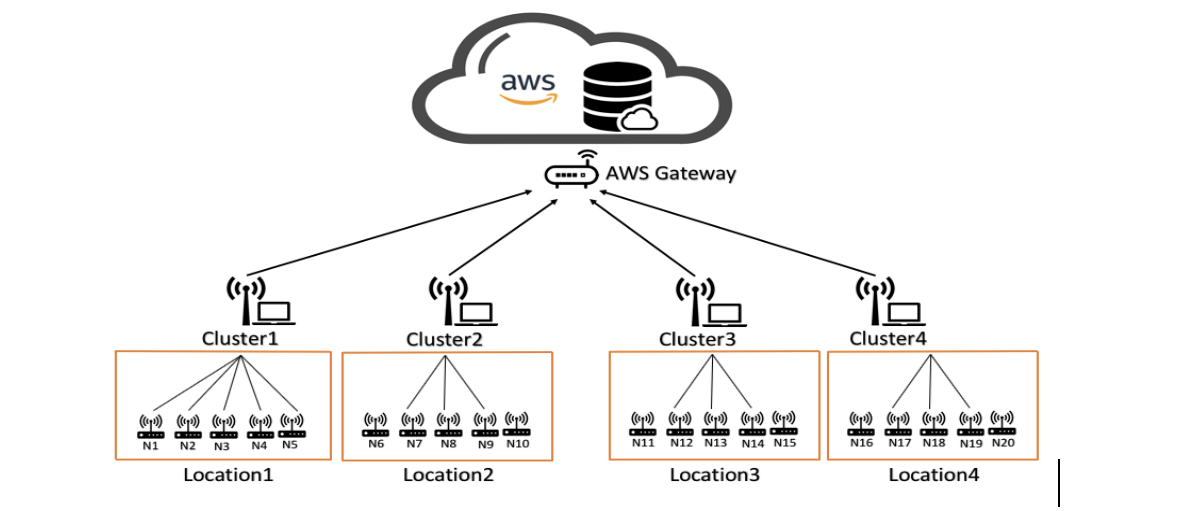 aws
AWS Gateway
Cluster1
Cluster2
Cluster3
Cluster4
N1 N2 N3 N4 N5
N6 N7 N8 N9 N10
N11 N12 N13 N14 N15
N16 N17 N18 N19 N20
Location1
Location2
Location3
Location4